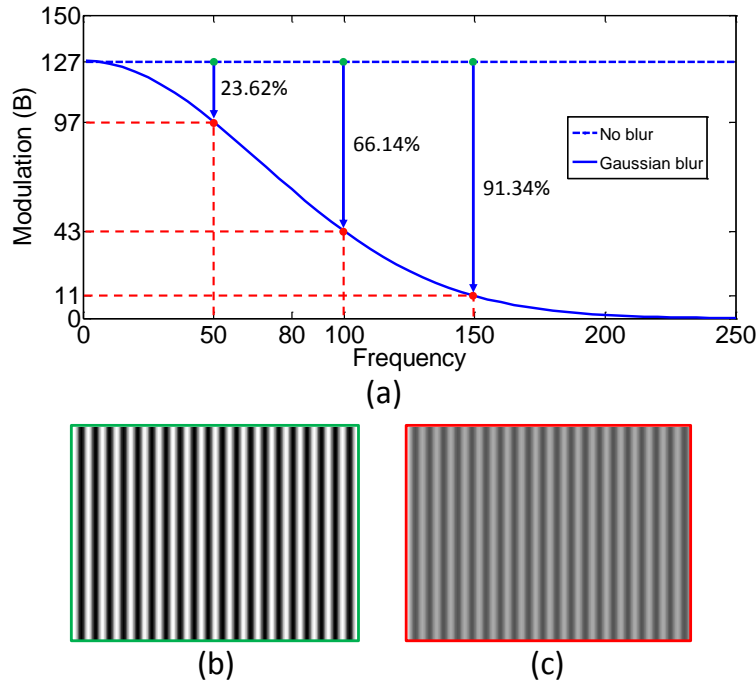 150
127
97
43
11
0
Modulation (B)
23.62%
66.14%
91.34%
No blur
Gaussian blur
0 50 80 100 150 200 250
Frequency
(a)
(b)
(c)